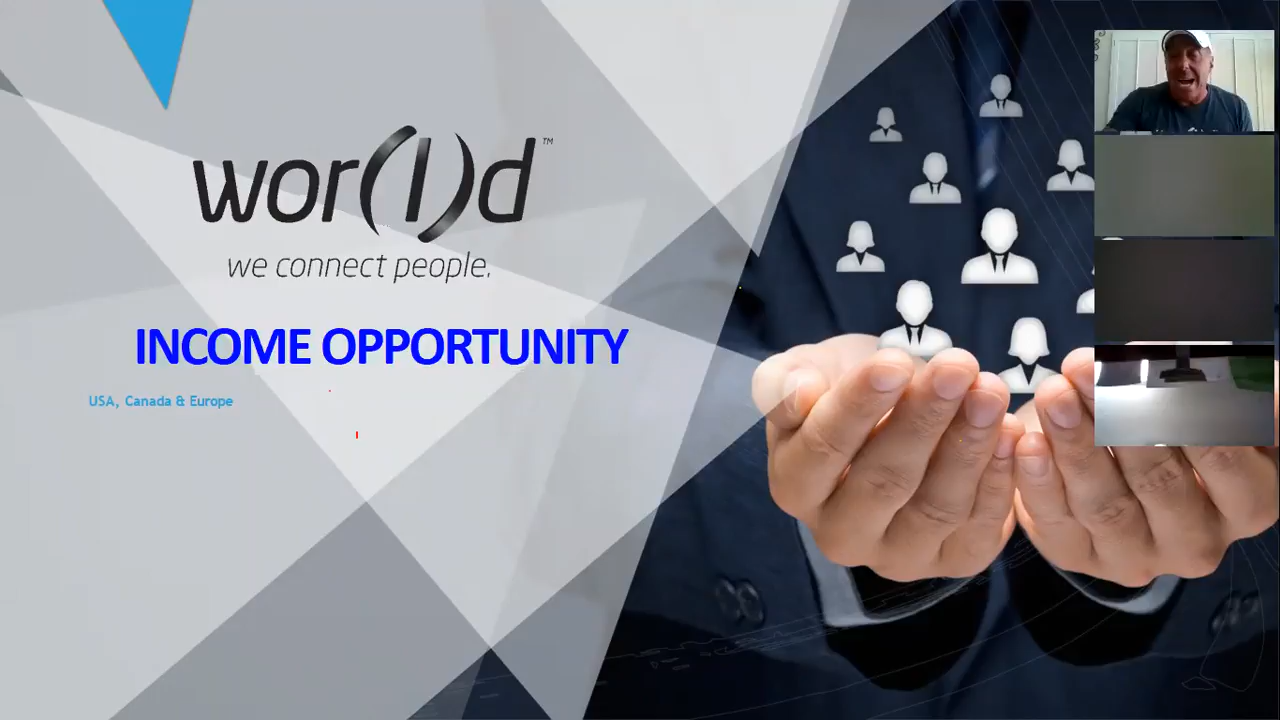 wor(l)d™
we connect people.
INCOME OPPORTUNITY
USA, Canada & Europe